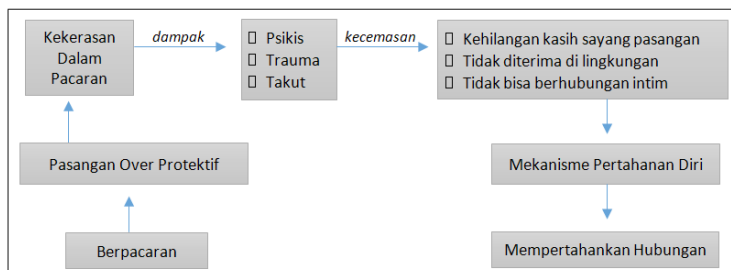 Kekerasan
Dalam
Pacaran
dampak
▯ Psikis
▯ Trauma
▯ Takut
kecemasan
▯ Kehilangan kasih sayang pasangan
▯ Tidak diterima di lingkungan
▯ Tidak bisa berhubungan intim
Pasangan Over Protektif
Mekanisme Pertahanan Diri
Berpacaran
Mempertahankan Hubungan